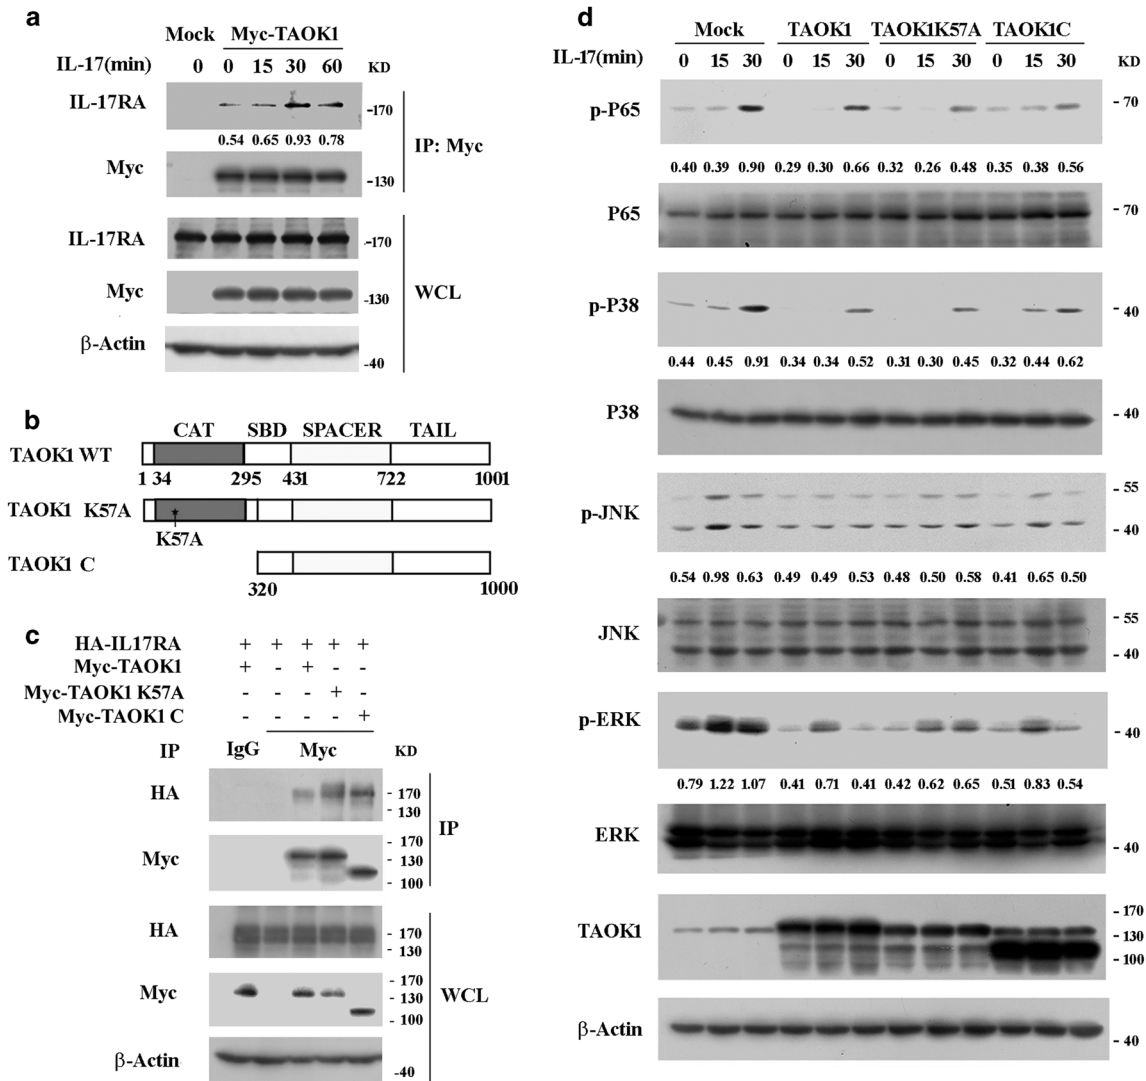 a
Mock Myc-TAOK1
IL-17(min) 0 0 15 30 60 KD
IL-17RA -170
0.54 0.65 0.93 0.78
Myc -130
IP: Myc
IL-17RA -170
Myc -130
β-Actin -40
WCL
b
CAT SBD SPACER TAIL
TAOK1 WT
1 34 295 431 722 1001
TAOK1 K57A
K57A
TAOK1 C
320 1000
c
HA-IL17RA + + + + +
Myc-TAOK1 + - + - -
Myc-TAOK1 K57A - - - + -
Myc-TAOK1 C - - - - +
IP IgG Myc KD
HA - 170
- 130
Myc - 170
- 130
- 100
IP
HA - 170
- 130
Myc - 170
- 130
- 100
β-Actin -40
WCL
d
Mock TAOK1 TAOK1K57A TAOK1C
IL-17(min) 0 15 30 0 15 30 0 15 30 0 15 30 KD
p-P65 - 70
0.40 0.39 0.90 0.29 0.30 0.66 0.32 0.26 0.48 0.35 0.38 0.56
P65 - 70
p-P38 - 40
0.44 0.45 0.91 0.34 0.34 0.52 0.31 0.30 0.45 0.32 0.44 0.62
P38 - 40
p-JNK - 55
- 40
0.54 0.98 0.63 0.49 0.49 0.53 0.48 0.50 0.58 0.41 0.65 0.50
JNK - 55
- 40
p-ERK - 40
0.79 1.22 1.07 0.41 0.71 0.41 0.42 0.62 0.65 0.51 0.83 0.54
ERK - 40
TAOK1 - 170
- 130
- 100
β-Actin - 40